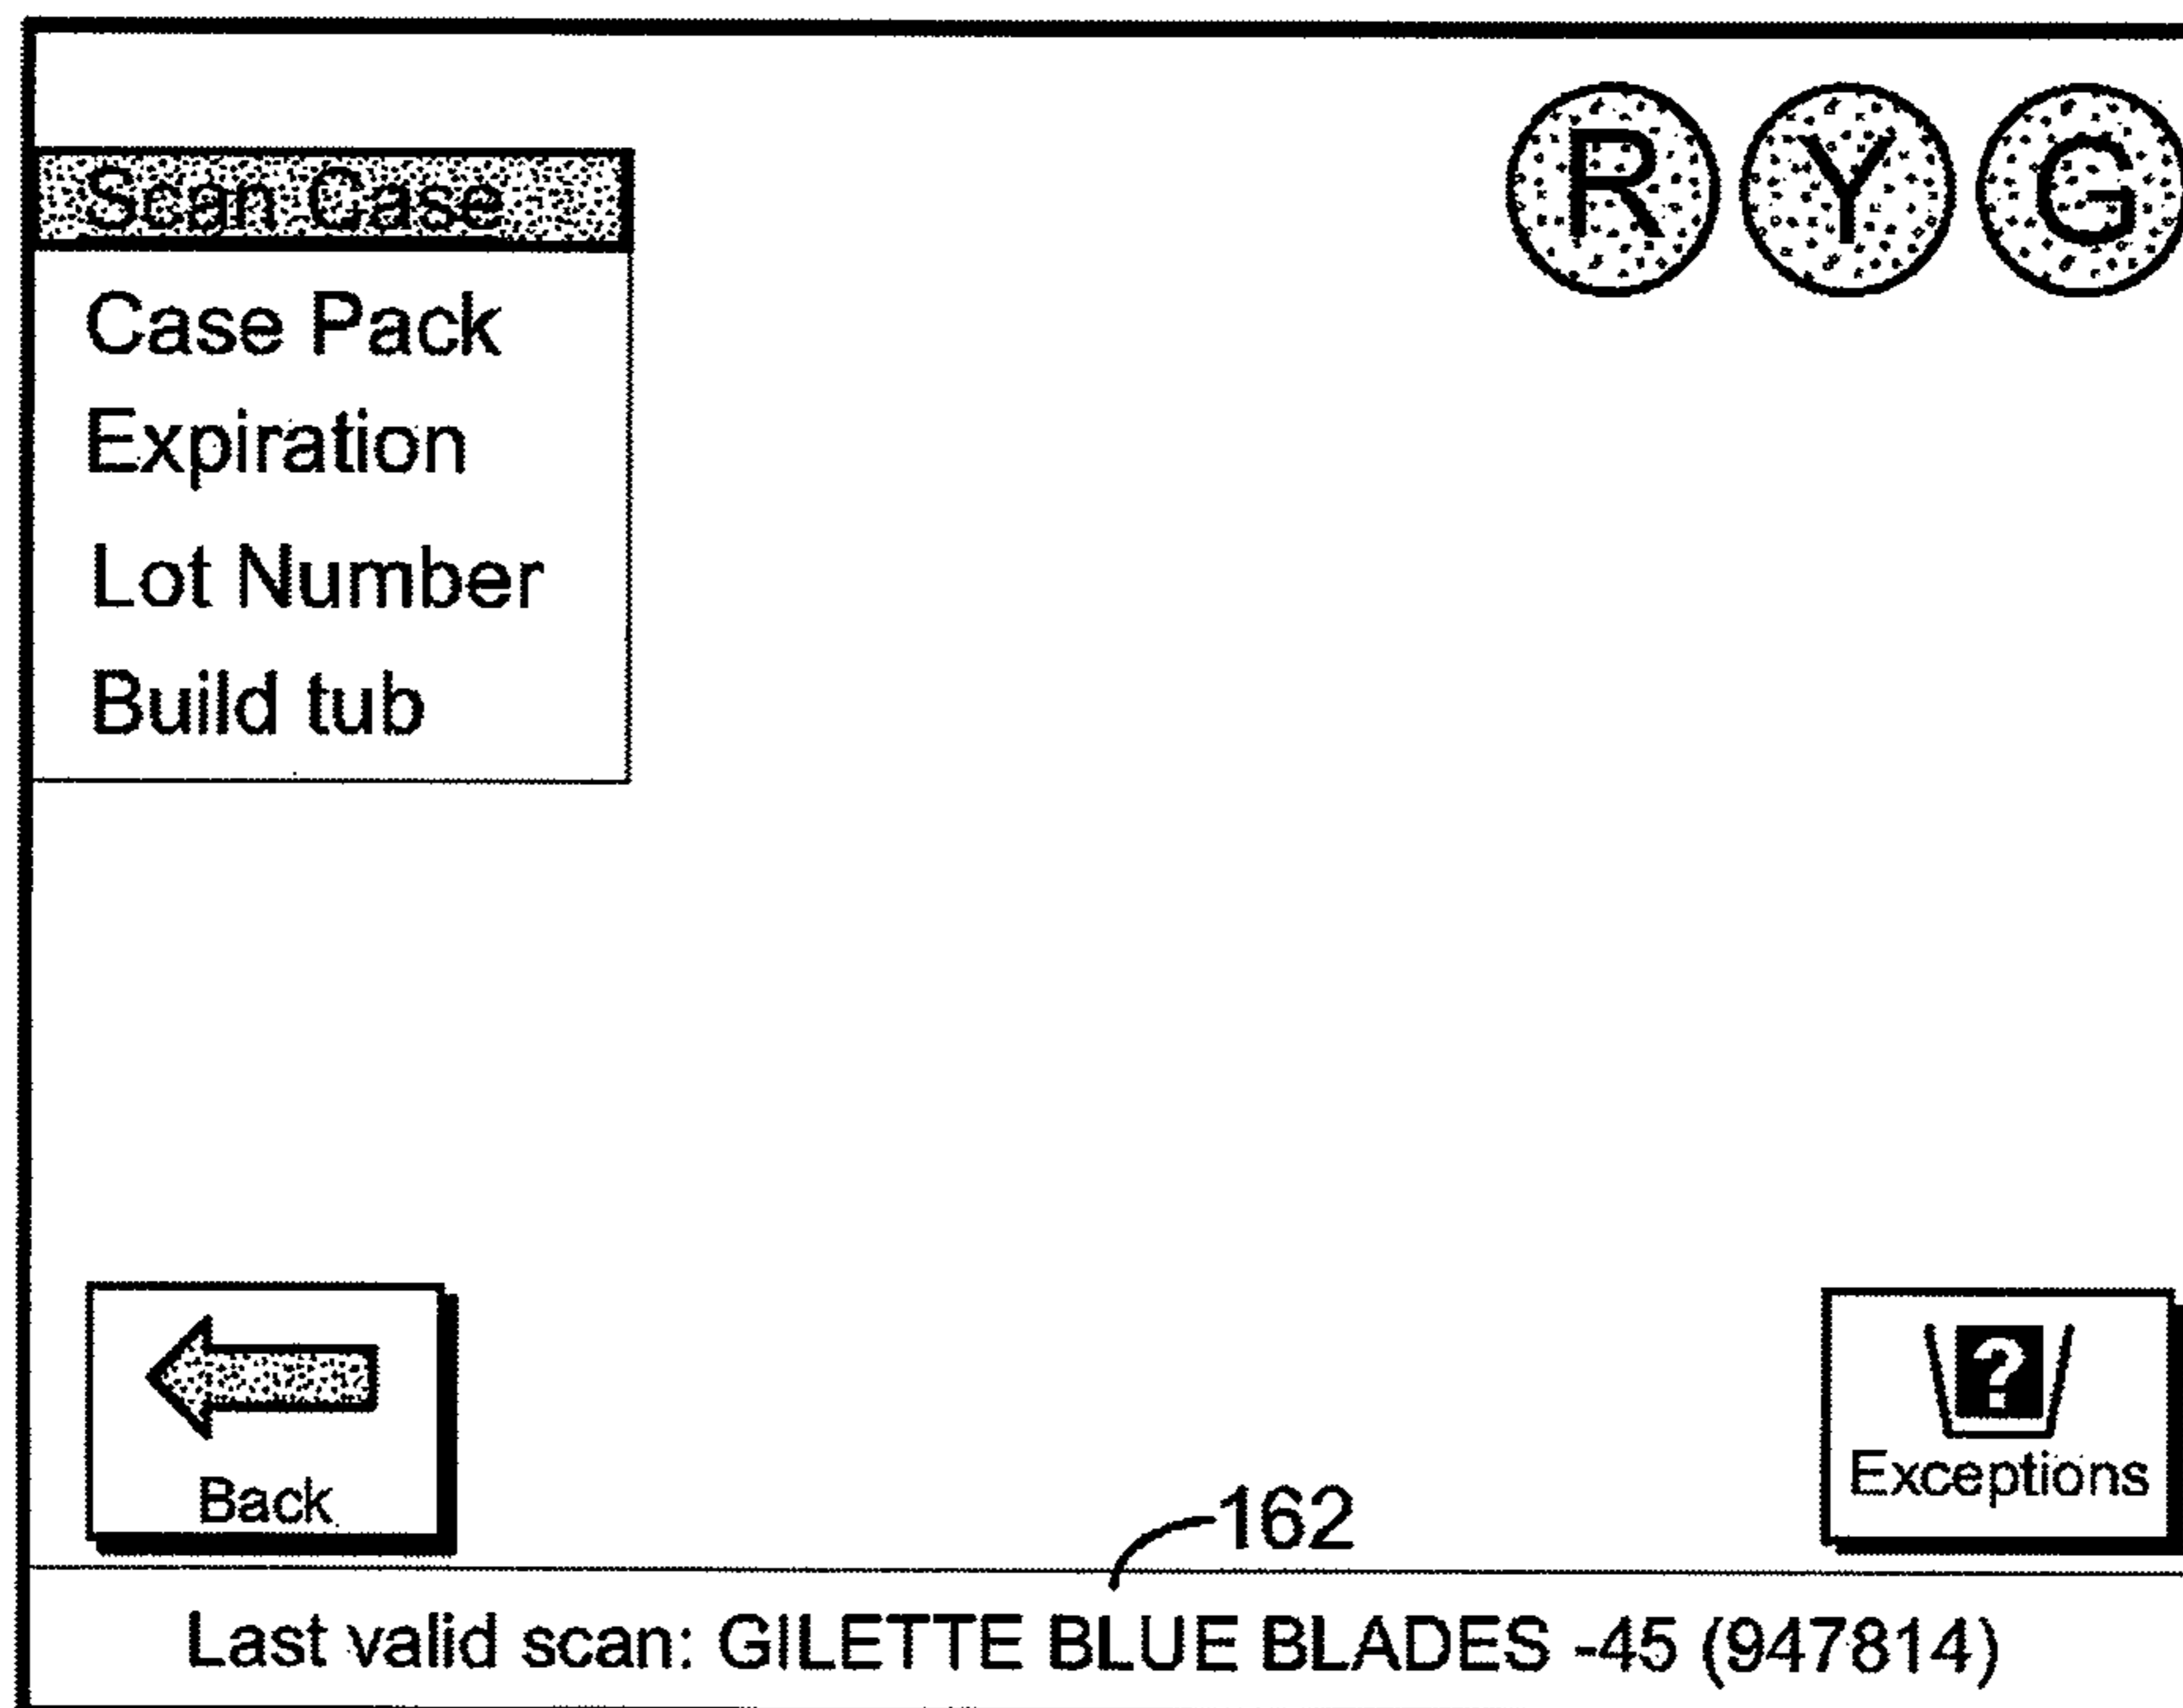 R Y G
Scan Case
Case Pack
Expiration
Lot Number
Build tub
?
Back
Exceptions
162
Last valid scan: GILETTE BLUE BLADES -45 (947814)